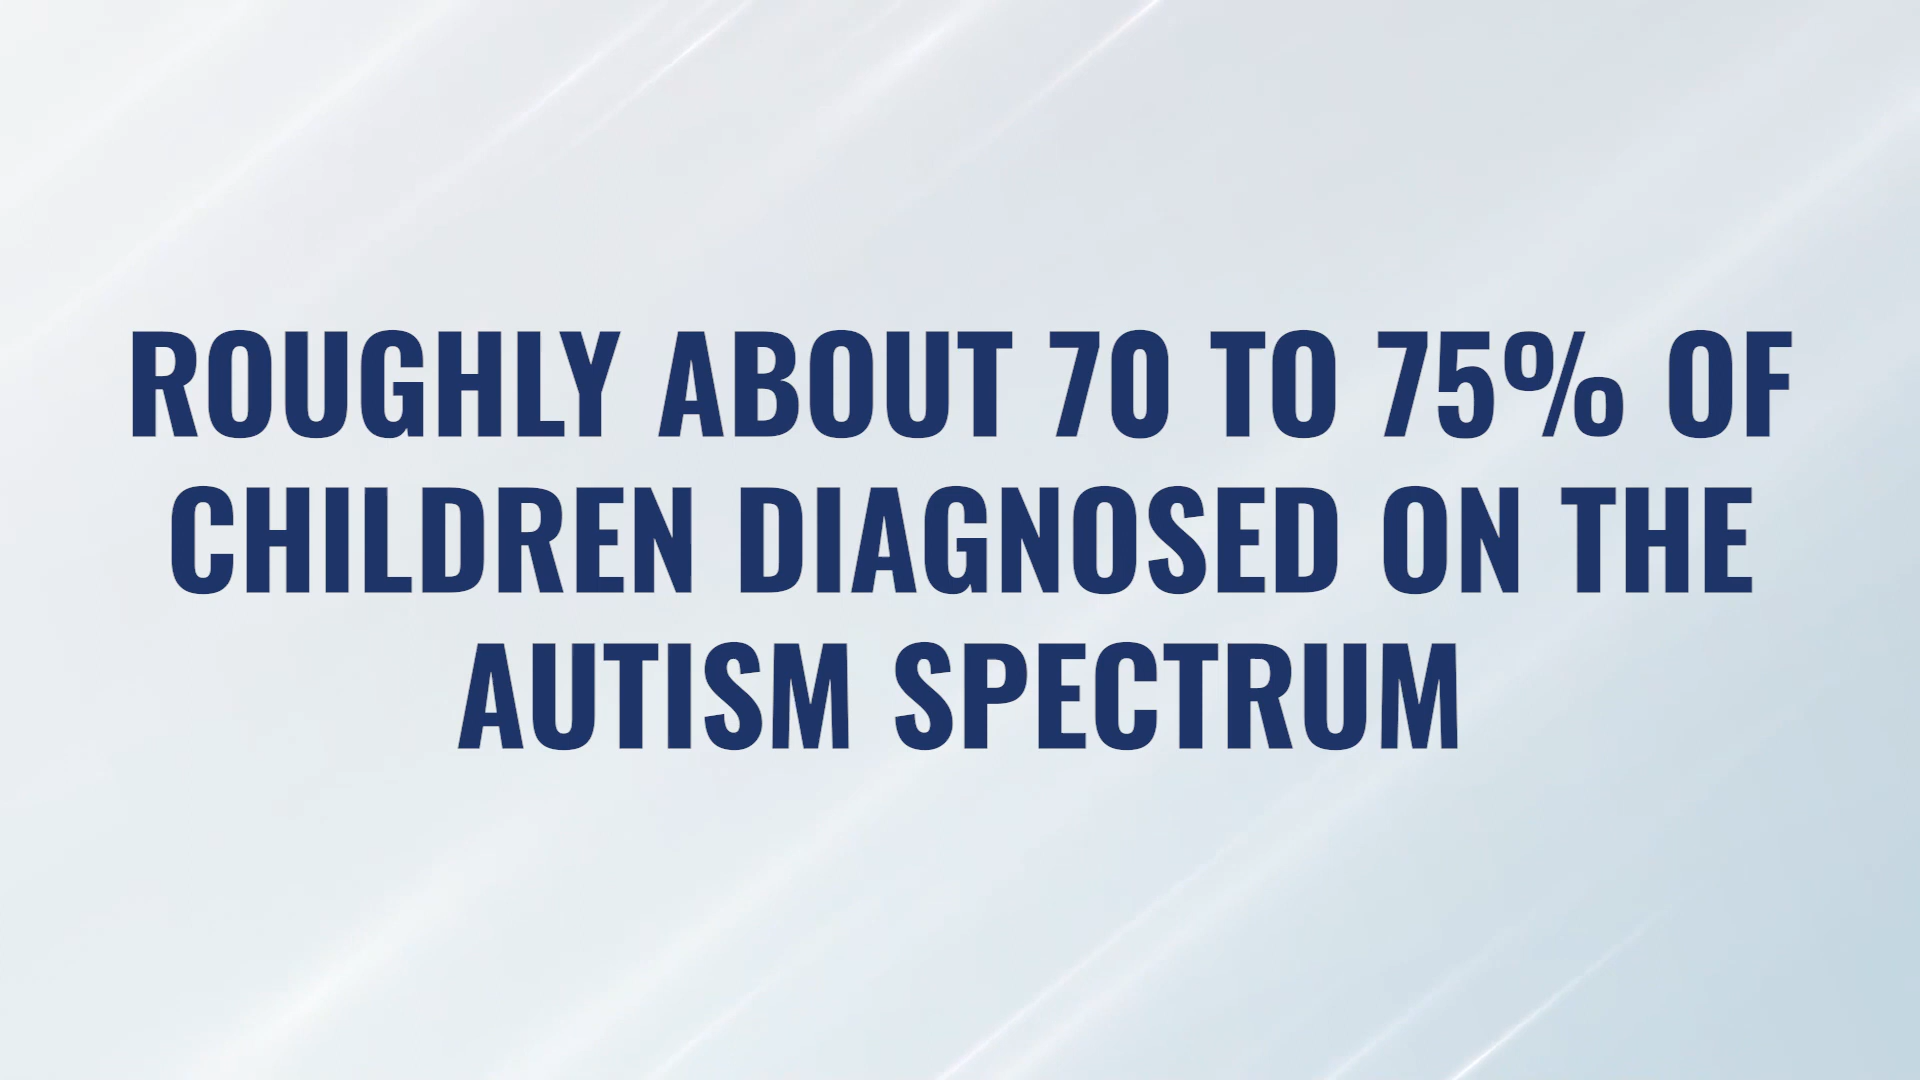 ROUGHLY ABOUT 70 TO 75% OF
CHILDREN DIAGNOSED ON THE
AUTISM SPECTRUM